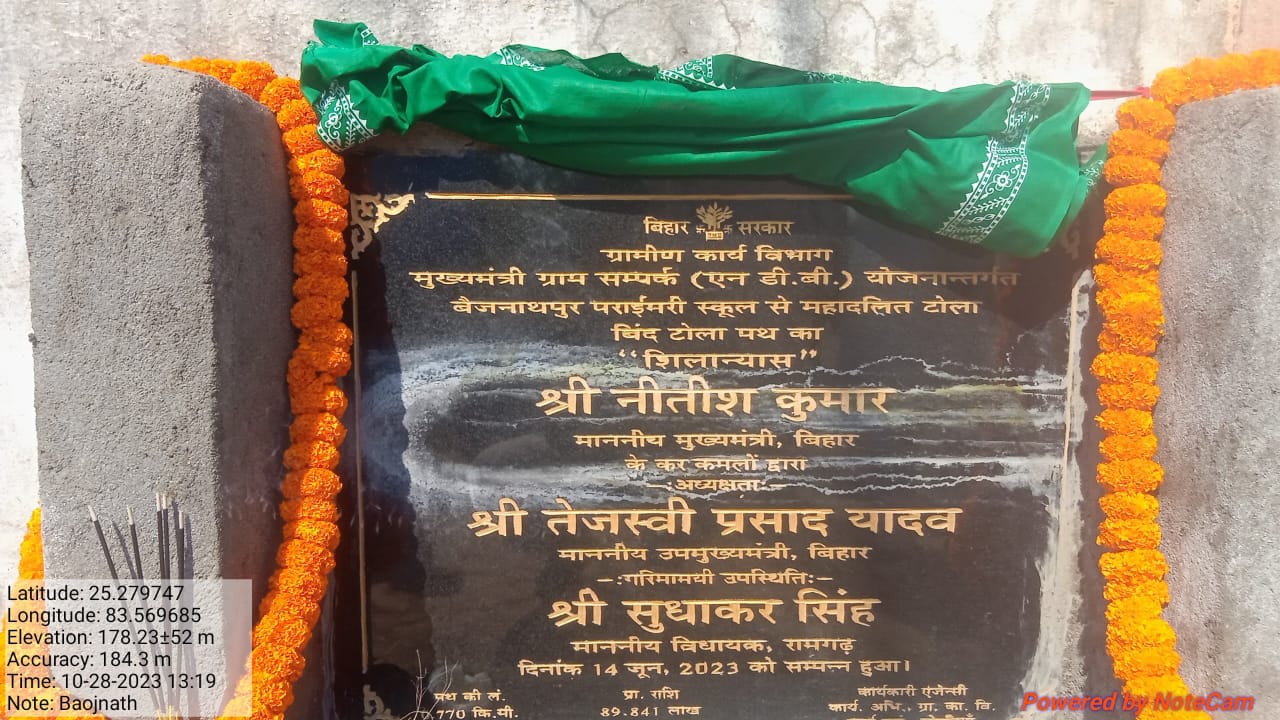 बिहार सरकार
ग्रामीण कार्य विभाग
मुख्यमंत्री ग्राम सम्पर्क (एन डी.बी.) योजनान्तर्गत
बैजनाथपुर पराईमरी स्कूल से महादलित टोला
विंद टोला पथ का
“शिलान्यास”
श्री नीतीश कुमार
माननीय मुख्यमंत्री, बिहार
के कर कमलों द्वारा
-:अध्यक्षता:-
श्री तेजस्वी प्रसाद यादव
माननीय उपमुख्यमंत्री, बिहार
-:गरिमामयी उपस्थिति:-
श्री सुधाकर सिंह
माननीय विधायक, रामगढ़
दिनांक 14 जून, 2023 को सम्पन्न हुआ।
पथ की लं. प्रा. राशि कार्यकारी एजेन्सी
770 कि.मी. 89.841 लाख कार्य. अभि., ग्रा. का. वि.
Latitude: 25.279747
Longitude: 83.569685
Elevation: 178.23±52 m
Accuracy: 184.3 m
Time: 10-28-2023 13:19
Note: Baojnath
Powered by NoteCam